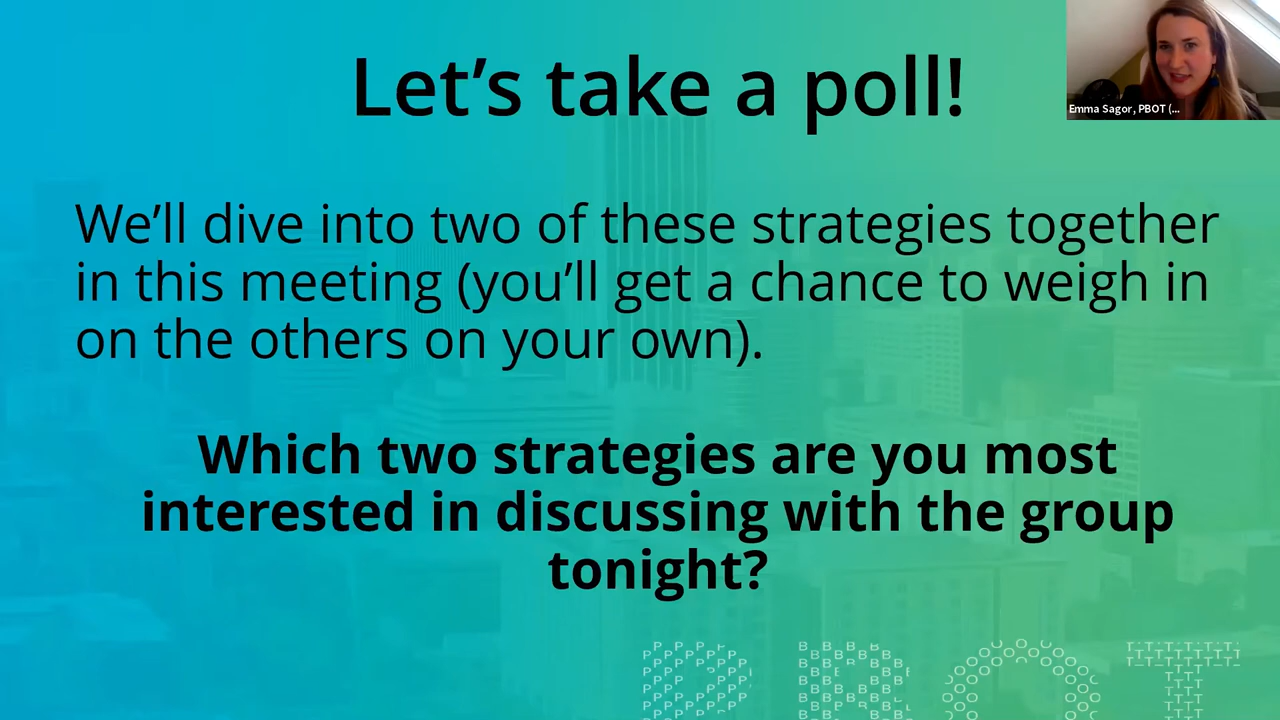 Let's take a poll!
Emma Sagor, PBOT (...
We'll dive into two of these strategies together
in this meeting (you'll get a chance to weigh in
on the others on your own).
Which two strategies are you most
interested in discussing with the group
tonight?
PBOT